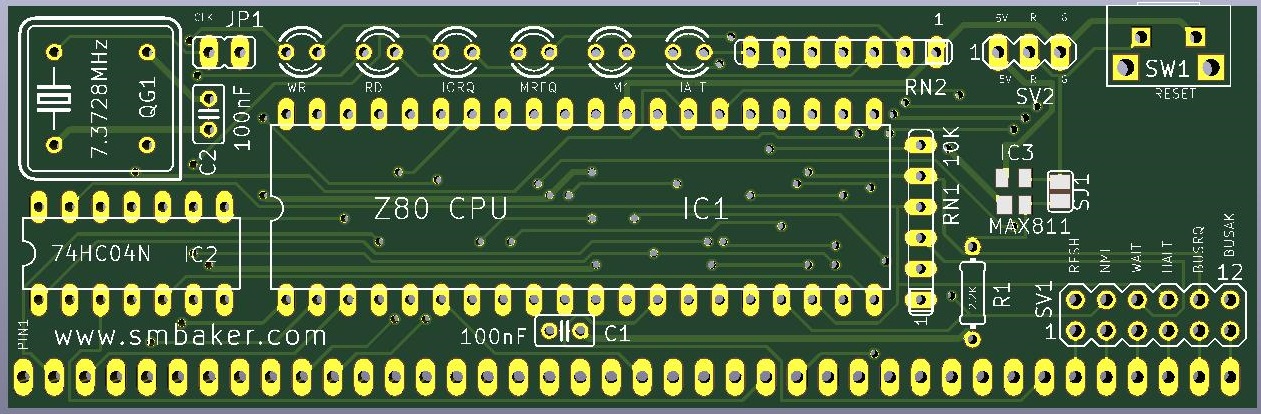 CLK
JP1
1
5V R G
7.3728MHz
QG1
100nF
C2
WR
RD
IORQ
MREQ
M1
HALT
RN2
1
5V R G
SV2
SW1
RESET
10K
RN1
1
IC3
MAX811
SJ1
Z80 CPU
IC1
74HC04N
IC2
RFSH
NMI
WAIT
HALT
BUSRQ
BUSAK
12
SV1
1
R1
2.2K
PIN1
www.smbaker.com
100nF
C1